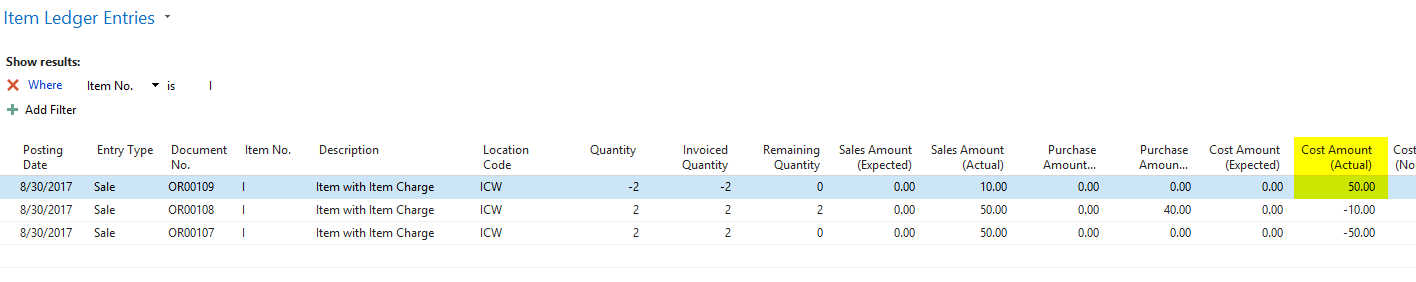 Item Ledger Entries
Show results:
Where Item No. is I
Add Filter
Posting Date Entry Type Document No. Item No. Description Location Code Quantity Invoiced Quantity Remaining Quantity Sales Amount (Expected) Sales Amount (Actual) Purchase Amount... Purchase Amoun... Cost Amount (Expected) Cost Amount (Actual) Cost (No
8/30/2017 Sale OR00109 I Item with Item Charge ICW -2 -2 0 0.00 10.00 0.00 0.00 0.00 50.00
8/30/2017 Sale OR00108 I Item with Item Charge ICW 2 2 2 0.00 50.00 0.00 40.00 0.00 -10.00
8/30/2017 Sale OR00107 I Item with Item Charge ICW 2 2 0 0.00 50.00 0.00 0.00 0.00 -50.00